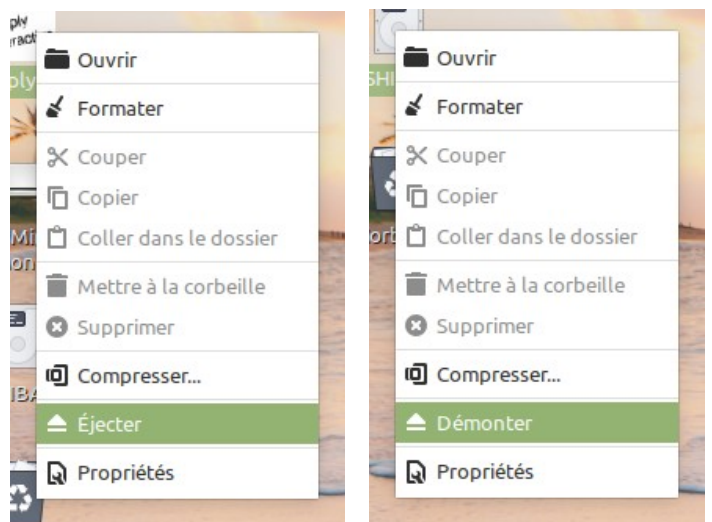 Ouvrir
Formater
Couper
Copier
Coller dans le dossier
Mettre à la corbeille
Supprimer
Compresser...
Éjecter
Propriétés
Ouvrir
Formater
Couper
Copier
Coller dans le dossier
Mettre à la corbeille
Supprimer
Compresser...
Démonter
Propriétés